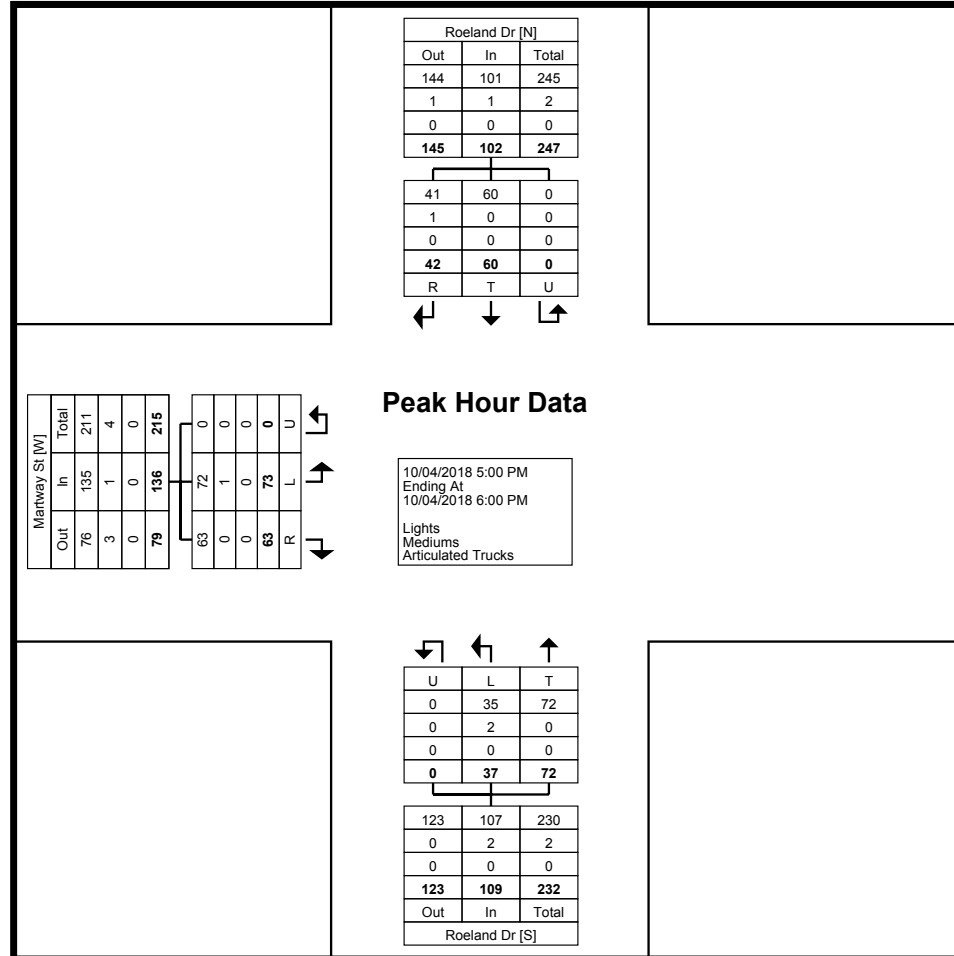 Roeland Dr [N]
Out In Total
144 101 245
1 1 2
0 0 0
145 102 247
41 60 0
1 0 0
0 0 0
42 60 0
R T U
Peak Hour Data
Martway St [W]
Out In Total
76 135 211
3 1 4
0 0 0
79 136 215
63 72 0
0 1 0
0 0 0
63 73 0
R L U
10/04/2018 5:00 PM
Ending At
10/04/2018 6:00 PM
Lights
Mediums
Articulated Trucks
U L T
0 35 72
0 2 0
0 0 0
0 37 72
123 107 230
0 2 2
0 0 0
123 109 232
Out In Total
Roeland Dr [S]